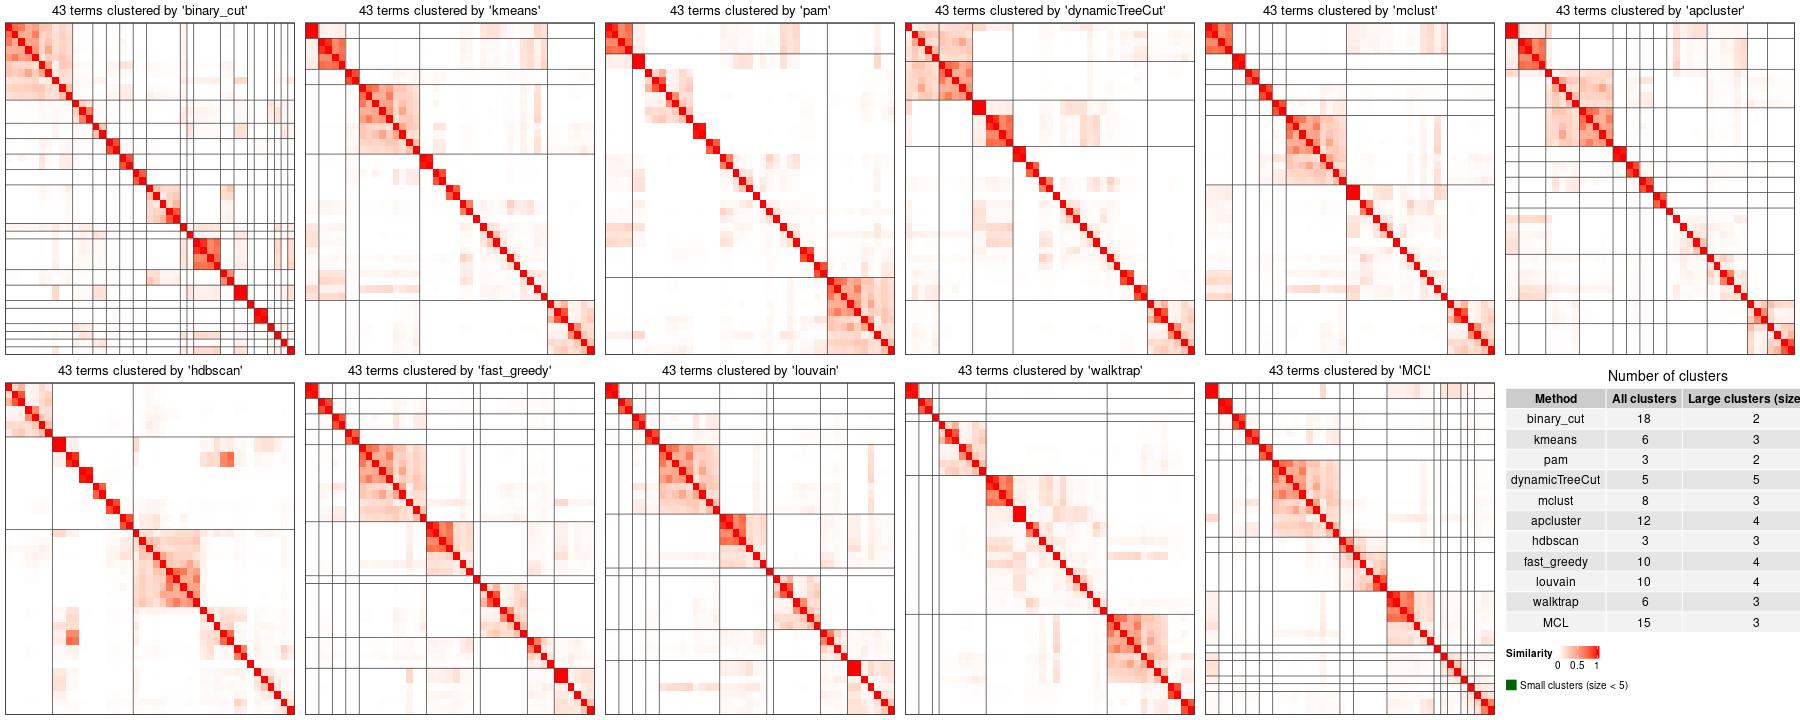 43 terms clustered by 'binary_cut'
43 terms clustered by 'kmeans'
43 terms clustered by 'pam'
43 terms clustered by 'dynamicTreeCut'
43 terms clustered by 'mclust'
43 terms clustered by 'apcluster'
43 terms clustered by 'hdbscan'
43 terms clustered by 'fast_greedy'
43 terms clustered by 'louvain'
43 terms clustered by 'walktrap'
43 terms clustered by 'MCL'
Number of clusters
Method All clusters Large clusters (size
binary_cut 18 2
kmeans 6 3
pam 3 2
dynamicTreeCut 5 5
mclust 8 3
apcluster 12 4
hdbscan 3 3
fast_greedy 10 4
louvain 10 4
walktrap 6 3
MCL 15 3
Similarity
0 0.5 1
Small clusters (size < 5)